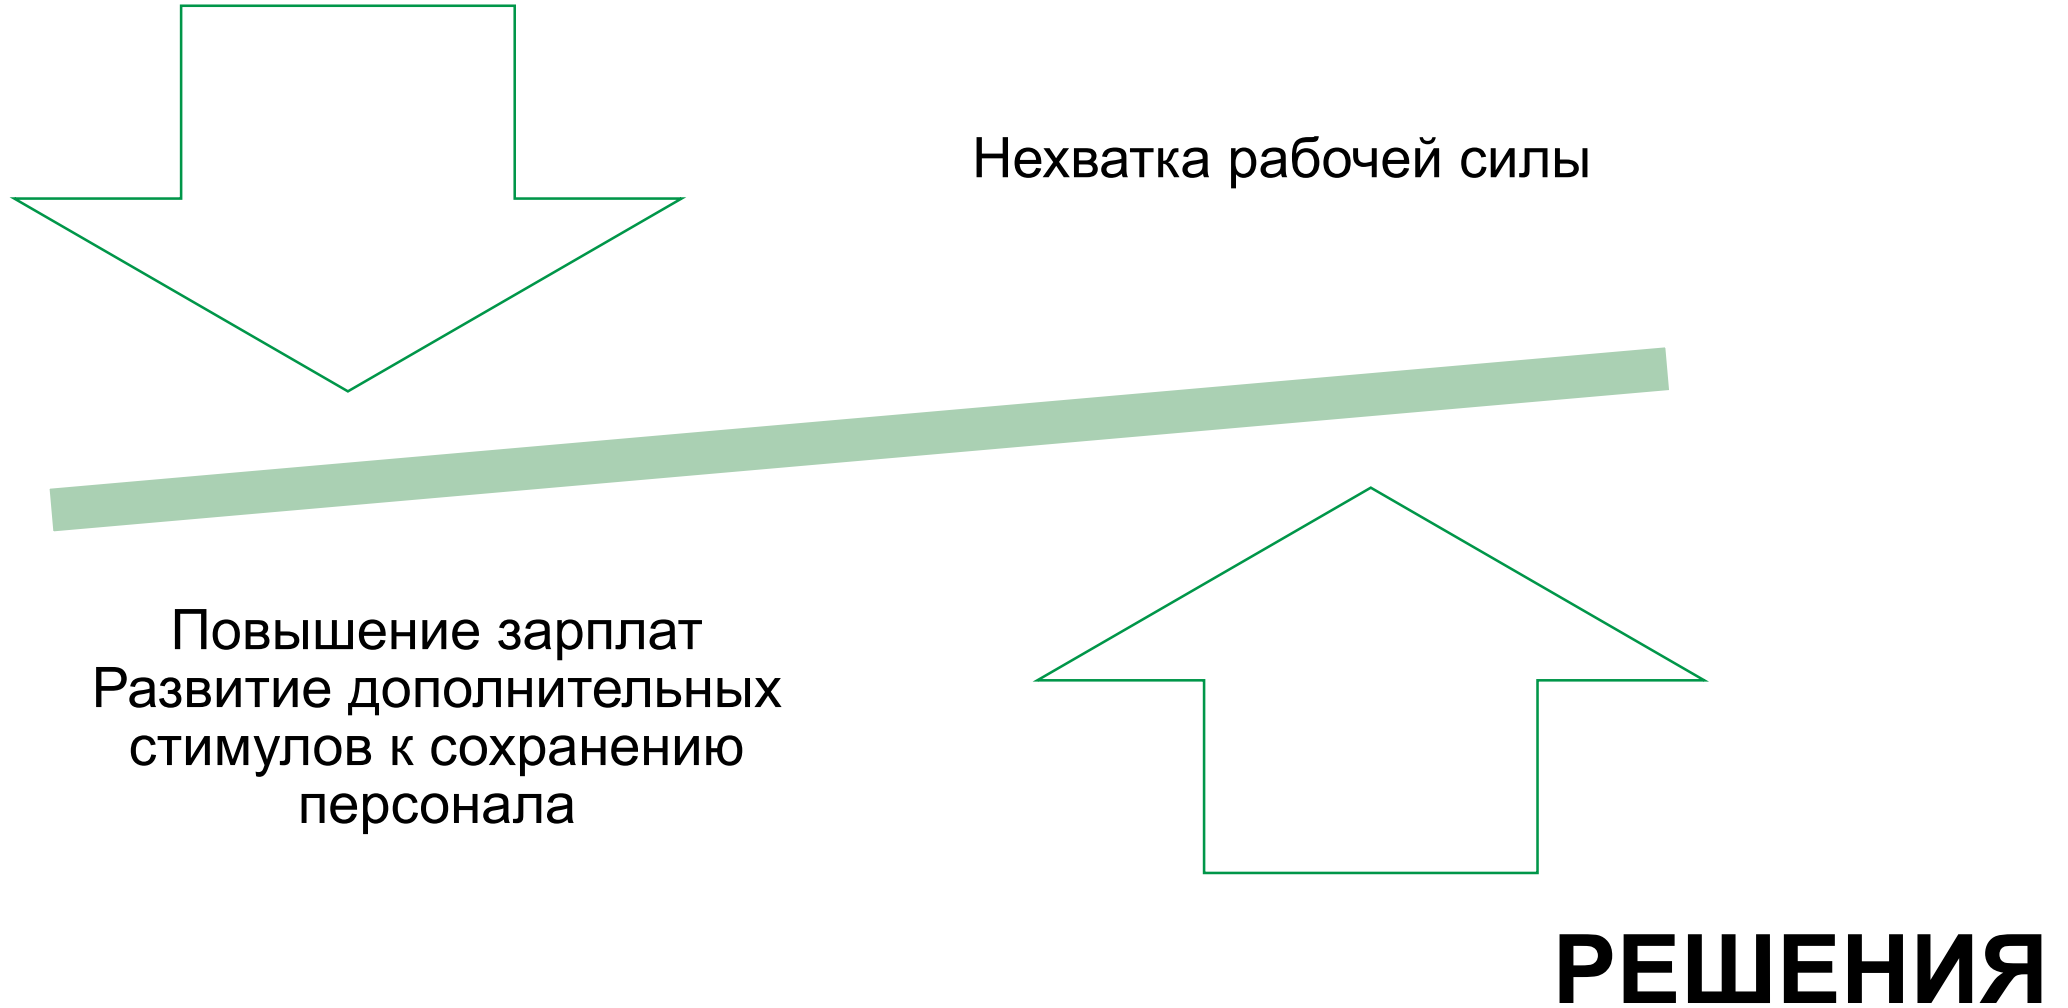 Нехватка рабочей силы
Повышение зарплат
Развитие дополнительных
стимулов к сохранению
персонала
РЕШЕНИЯ